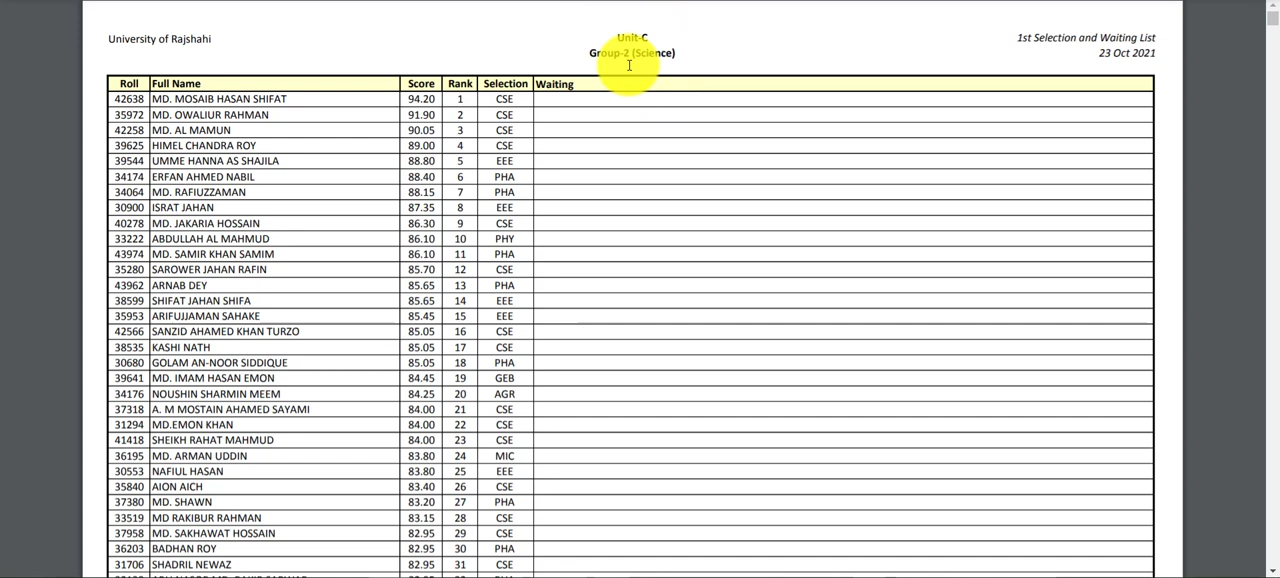 University of Rajshahi
Unit-C
Group-2 (Science)
1st Selection and Waiting List
23 Oct 2021
Roll Full Name Score Rank Selection Waiting
42638 MD. MOSAIB HASAN SHIFAT 94.20 1 CSE
35972 MD. OWALIUR RAHMAN 91.90 2 CSE
42258 MD. AL MAMUN 90.05 3 CSE
39625 HIMEL CHANDRA ROY 89.00 4 CSE
39544 UMME HANNA AS SHAJILA 88.80 5 EEE
34174 ERFAN AHMED NABIL 88.40 6 PHA
34064 MD. RAFIUZZAMAN 88.15 7 PHA
30900 ISRAT JAHAN 87.35 8 EEE
40278 MD. JAKARIA HOSSAIN 86.30 9 CSE
33222 ABDULLAH AL MAHMUD 86.10 10 PHY
43974 MD. SAMIR KHAN SAMIM 86.10 11 PHA
35280 SAROWER JAHAN RAFIN 85.70 12 CSE
43962 ARNAB DEY 85.65 13 PHA
38599 SHIFAT JAHAN SHIFA 85.65 14 EEE
35953 ARIFUJJAMAN SAHAKE 85.45 15 EEE
42566 SANZID AHAMED KHAN TURZO 85.05 16 CSE
38535 KASHI NATH 85.05 17 CSE
30680 GOLAM AN-NOOR SIDDIQUE 85.05 18 PHA
39641 MD. IMAM HASAN EMON 84.45 19 GEB
34176 NOUSHIN SHARMIN MEEM 84.25 20 AGR
37318 A. M MOSTAIN AHAMED SAYAMI 84.00 21 CSE
31294 MD.EMON KHAN 84.00 22 CSE
41418 SHEIKH RAHAT MAHMUD 84.00 23 CSE
36195 MD. ARMAN UDDIN 83.80 24 MIC
30553 NAFIUL HASAN 83.80 25 EEE
35840 AION AICH 83.40 26 CSE
37380 MD. SHAWN 83.20 27 PHA
33519 MD RAKIBUR RAHMAN 83.15 28 CSE
37958 MD. SAKHAWAT HOSSAIN 82.95 29 CSE
36203 BADHAN ROY 82.95 30 PHA
31706 SHADRIL NEWAZ 82.95 31 CSE